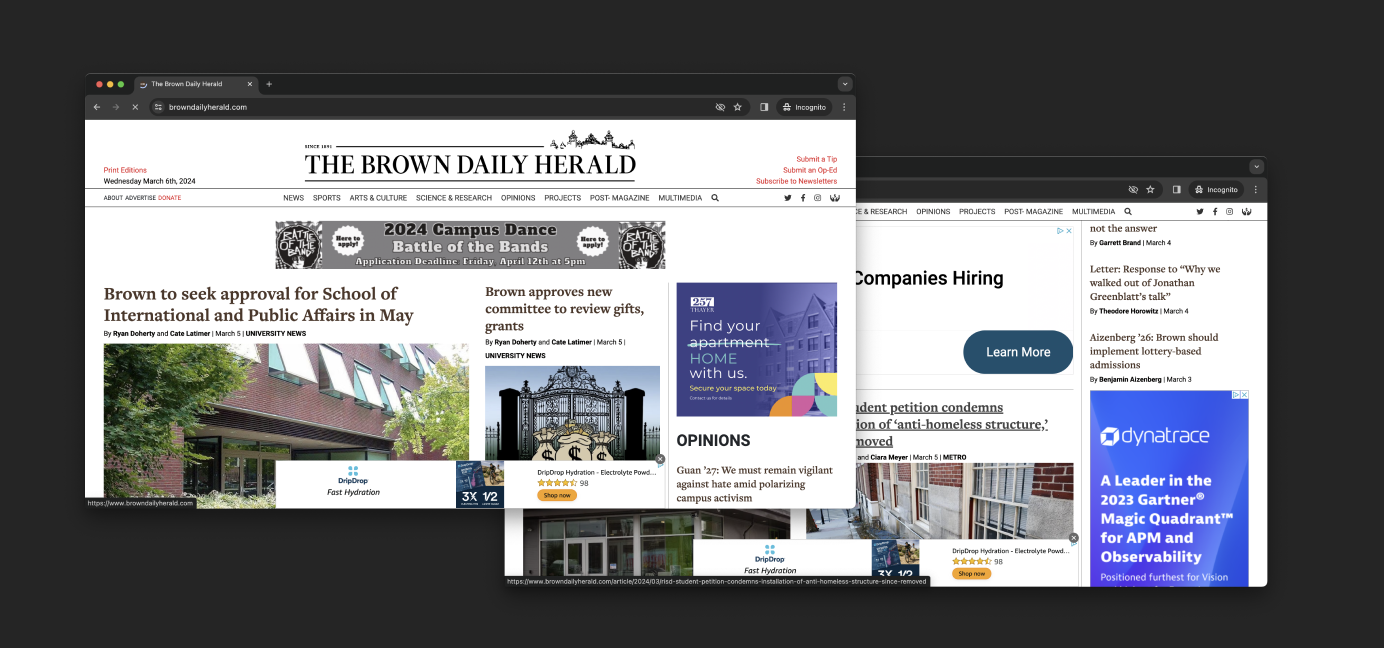 The Brown Daily Herald
browndailyherald.com
Incognito
SINCE 1891
THE BROWN DAILY HERALD
Print Editions
Wednesday March 6th, 2024
Submit a Tip
Submit an Op-Ed
Subscribe to Newsletters
ABOUT ADVERTISE DONATE
NEWS SPORTS ARTS & CULTURE SCIENCE & RESEARCH OPINIONS PROJECTS POST- MAGAZINE MULTIMEDIA
BATTLE OF THE BANDS
Here to apply!
2024 Campus Dance
Battle of the Bands
Application Deadline: Friday, April 12th at 5pm
Here to apply!
BATTLE OF THE BANDS
Brown to seek approval for School of
International and Public Affairs in May
By Ryan Doherty and Cate Latimer | March 5 | UNIVERSITY NEWS
Brown approves new
committee to review gifts,
grants
By Ryan Doherty and Cate Latimer | March 5 |
UNIVERSITY NEWS
257
THAYER
Find your
apartment
HOME
with us.
Secure your space today
Contact us for details
OPINIONS
Guan ’27: We must remain vigilant
against hate amid polarizing
campus activism
DripDrop
Fast Hydration
3X 1/2
DripDrop Hydration - Electrolyte Powd...
98
Shop now
https://www.browndailyherald.com
Incognito
CE & RESEARCH OPINIONS PROJECTS POST- MAGAZINE MULTIMEDIA
Companies Hiring
Learn More
udent petition condemns
ion of ‘anti-homeless structure,’
moved
and Ciara Meyer | March 5 | METRO
not the answer
By Garrett Brand | March 4
Letter: Response to “Why we
walked out of Jonathan
Greenblatt’s talk”
By Theodore Horowitz | March 4
Aizenberg ’26: Brown should
implement lottery-based
admissions
By Benjamin Aizenberg | March 3
dynatrace
A Leader in the
2023 Gartner®
Magic Quadrant™
for APM and
Observability
Positioned furthest for Vision
DripDrop
Fast Hydration
3X 1/2
DripDrop Hydration - Electrolyte Powd...
98
Shop now
https://www.browndailyherald.com/article/2024/03/risd-student-petition-condemns-installation-of-anti-homeless-structure-since-removed